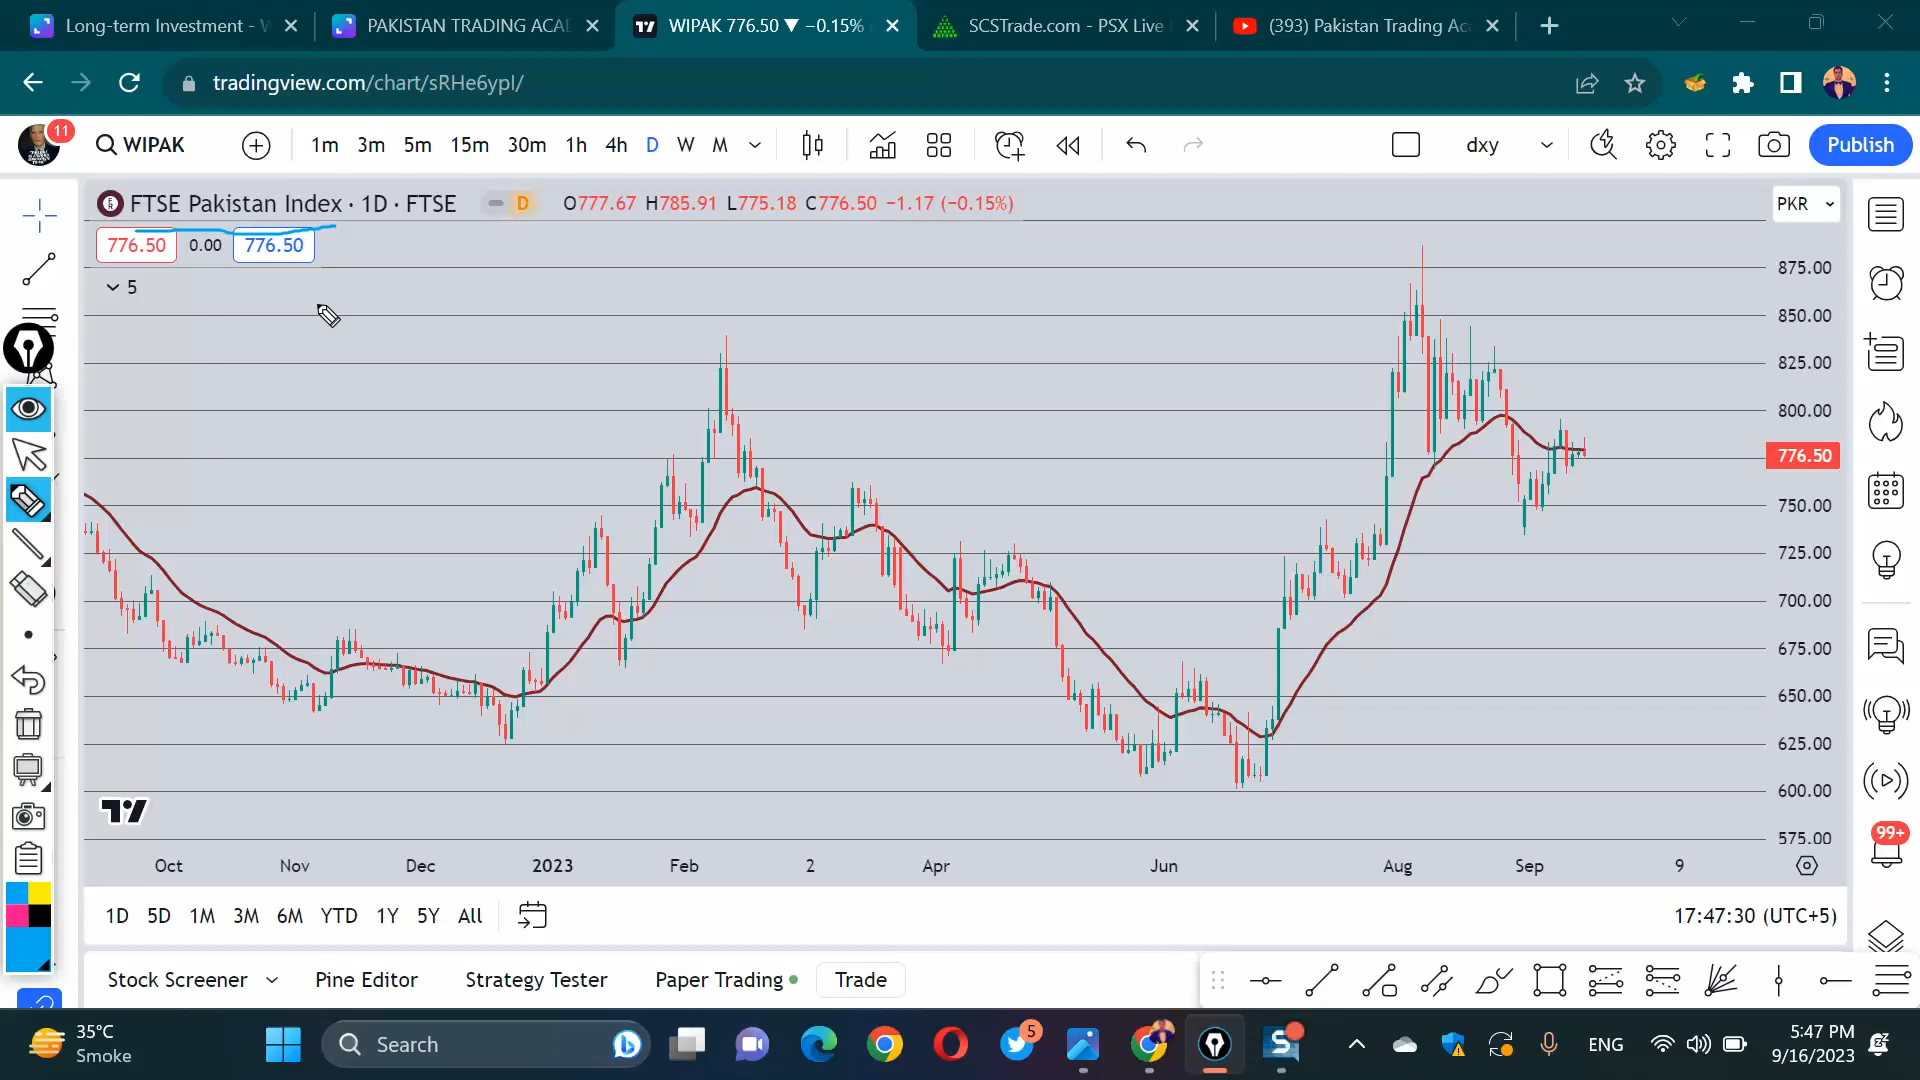 Long-term Investment - W
PAKISTAN TRADING ACAD
WIPAK 776.50 ▼ −0.15%
SCSTrade.com - PSX Live
(393) Pakistan Trading Aca
tradingview.com/chart/sRHe6ypI/
11
WIPAK
1m 3m 5m 15m 30m 1h 4h D W M
dxy
Publish
FTSE Pakistan Index · 1D · FTSE
D
O777.67 H785.91 L775.18 C776.50 −1.17 (−0.15%)
PKR
776.50 0.00 776.50
5
875.00
850.00
825.00
800.00
776.50
750.00
725.00
700.00
675.00
650.00
625.00
600.00
575.00
99+
Oct Nov Dec 2023 Feb 2 Apr Jun Aug Sep 9
1D 5D 1M 3M 6M YTD 1Y 5Y All
17:47:30 (UTC+5)
Stock Screener Pine Editor Strategy Tester Paper Trading Trade
35°C
Smoke
Search
5
ENG
5:47 PM
9/16/2023